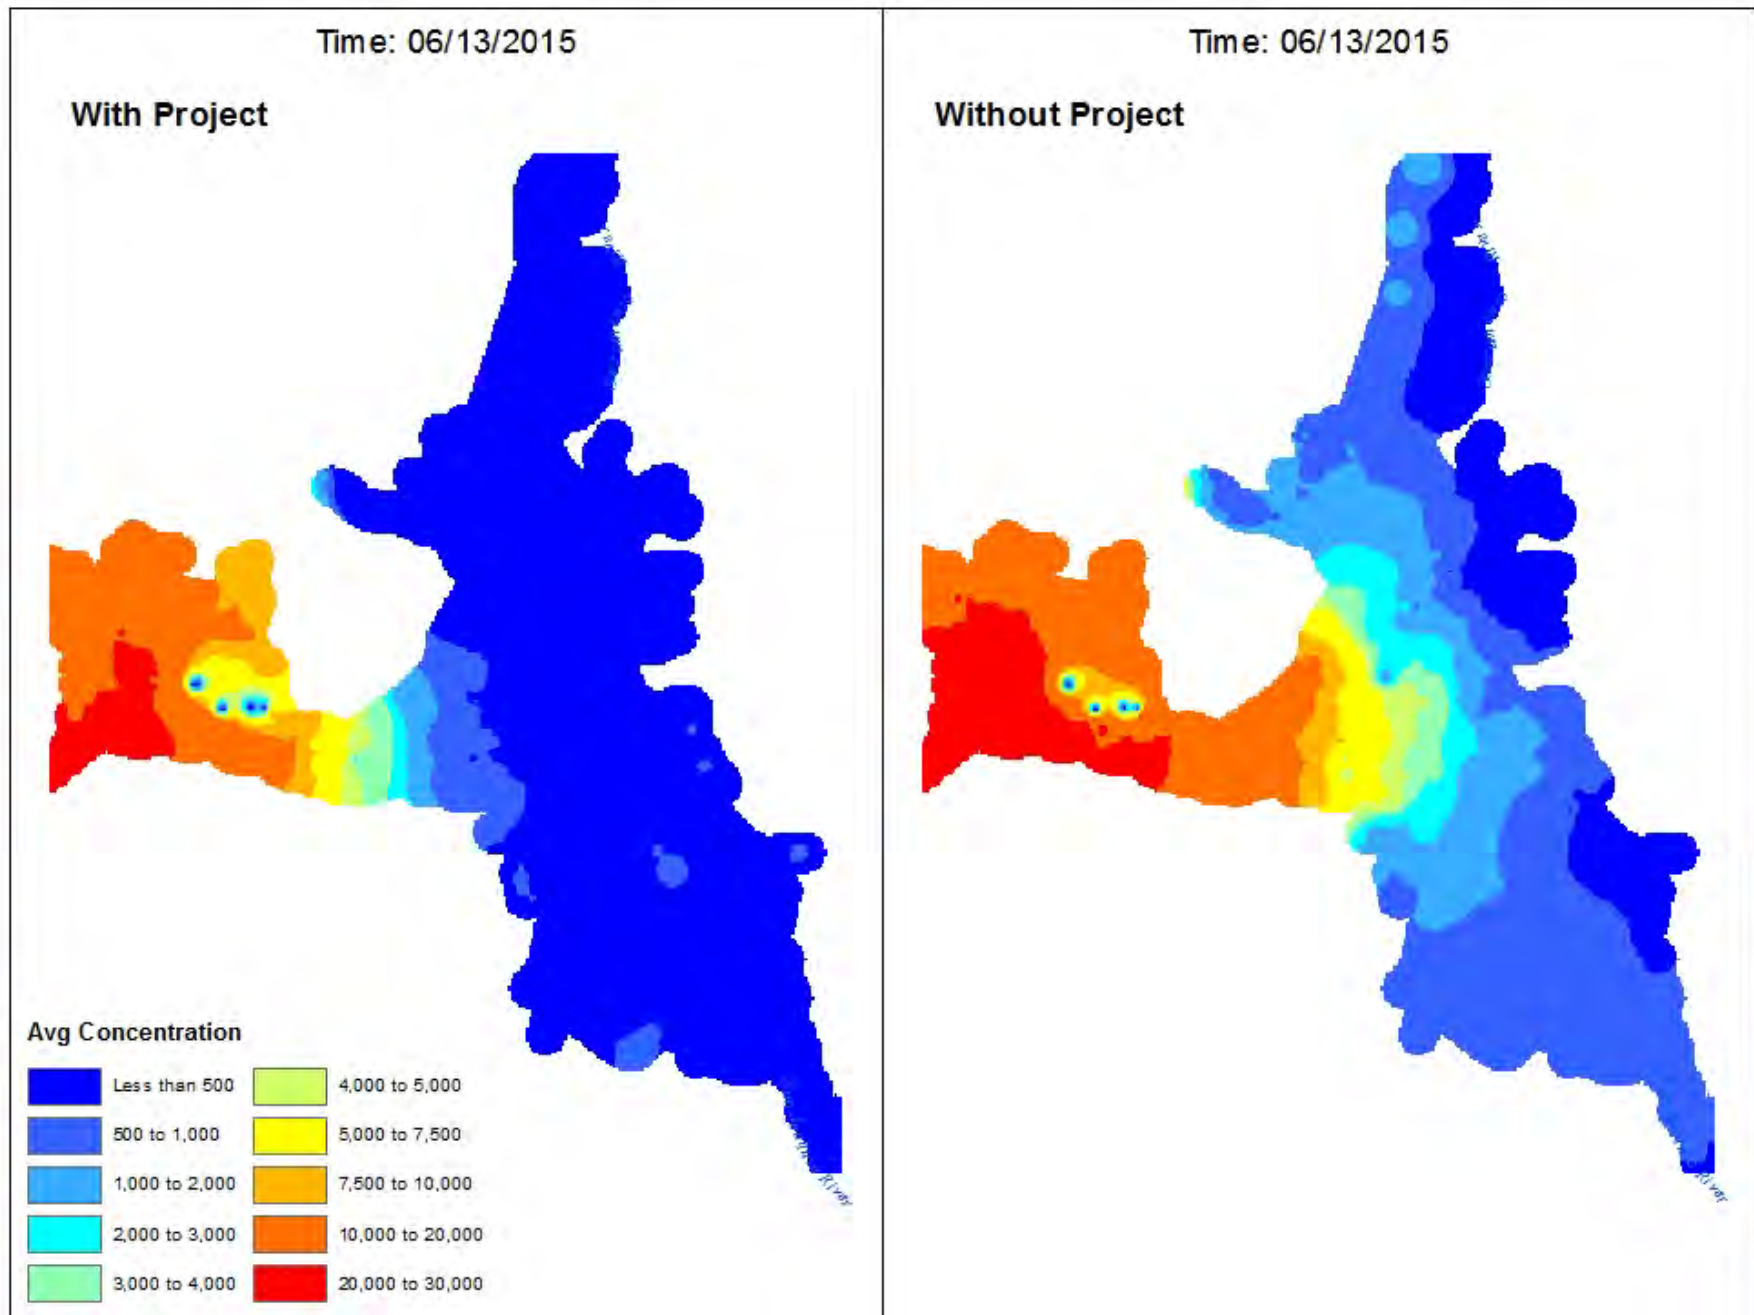 Time: 06/13/2015
With Project
Avg Concentration
Less than 500
500 to 1,000
1,000 to 2,000
2,000 to 3,000
3,000 to 4,000
4,000 to 5,000
5,000 to 7,500
7,500 to 10,000
10,000 to 20,000
20,000 to 30,000
River
Time: 06/13/2015
Without Project
River